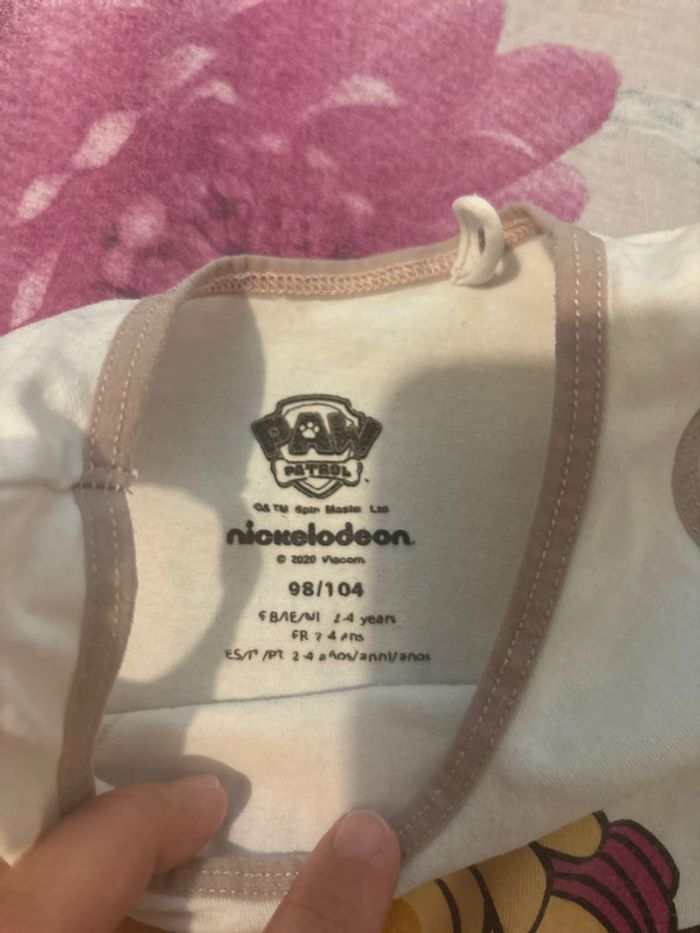 PAW
PATROL
© & TM Spin Master Ltd
nickelodeon
© 2020 Viacom
98/104
GB/IE/NI 2-4 years
FR 2-4 ans
ES/IT/PT 2-4 años/anni/anos